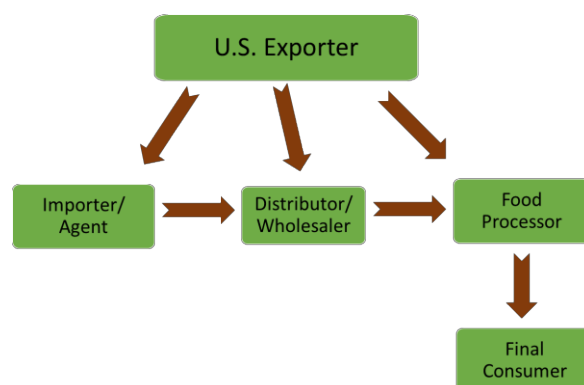 U.S. Exporter
Importer/
Agent
Distributor/
Wholesaler
Food
Processor
Final
Consumer